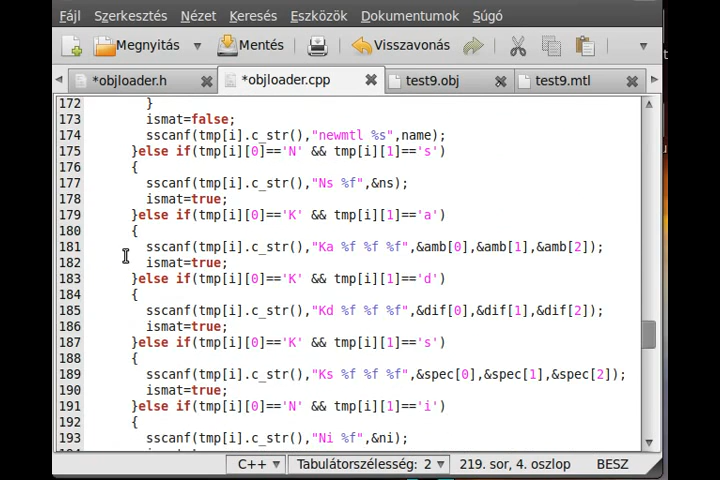 Fájl Szerkesztés Nézet Keresés Eszközök Dokumentumok Súgó
Megnyitás Mentés Visszavonás
*objloader.h *objloader.cpp test9.obj test9.mtl
172 }
173 ismat=false;
174 sscanf(tmp[i].c_str(),"newmtl %s",name);
175 }else if(tmp[i][0]=='N' && tmp[i][1]=='s')
176 {
177 sscanf(tmp[i].c_str(),"Ns %f",&ns);
178 ismat=true;
179 }else if(tmp[i][0]=='K' && tmp[i][1]=='a')
180 {
181 sscanf(tmp[i].c_str(),"Ka %f %f %f",&amb[0],&amb[1],&amb[2]);
182 ismat=true;
183 }else if(tmp[i][0]=='K' && tmp[i][1]=='d')
184 {
185 sscanf(tmp[i].c_str(),"Kd %f %f %f",&dif[0],&dif[1],&dif[2]);
186 ismat=true;
187 }else if(tmp[i][0]=='K' && tmp[i][1]=='s')
188 {
189 sscanf(tmp[i].c_str(),"Ks %f %f %f",&spec[0],&spec[1],&spec[2]);
190 ismat=true;
191 }else if(tmp[i][0]=='N' && tmp[i][1]=='i')
192 {
193 sscanf(tmp[i].c_str(),"Ni %f",&ni);
C++ Tabulátorszélesség: 2 219. sor, 4. oszlop BESZ